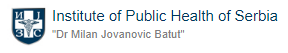 И Ј
З С
Institute of Public Health of Serbia
"Dr Milan Jovanovic Batut"